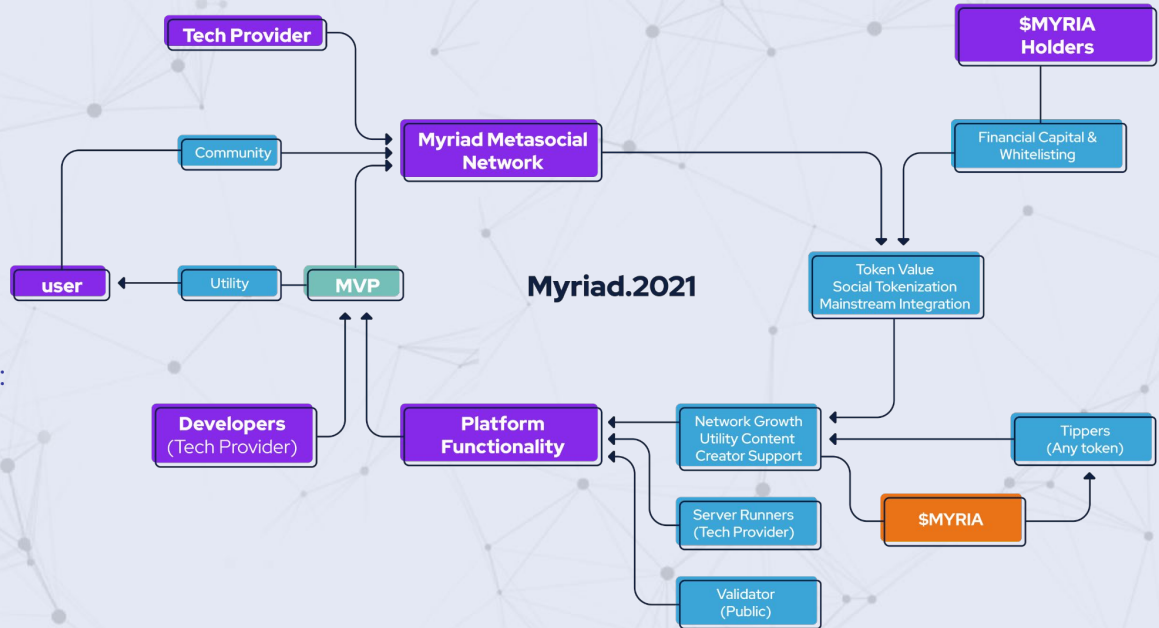 Tech Provider
$MYRIA
Holders
Community
Myriad Metasocial
Network
Financial Capital &
Whitelisting
user
Utility
MVP
Myriad.2021
Token Value
Social Tokenization
Mainstream Integration
:
Developers
(Tech Provider)
Platform
Functionality
Network Growth
Utility Content
Creator Support
Tippers
(Any token)
Server Runners
(Tech Provider)
$MYRIA
Validator
(Public)